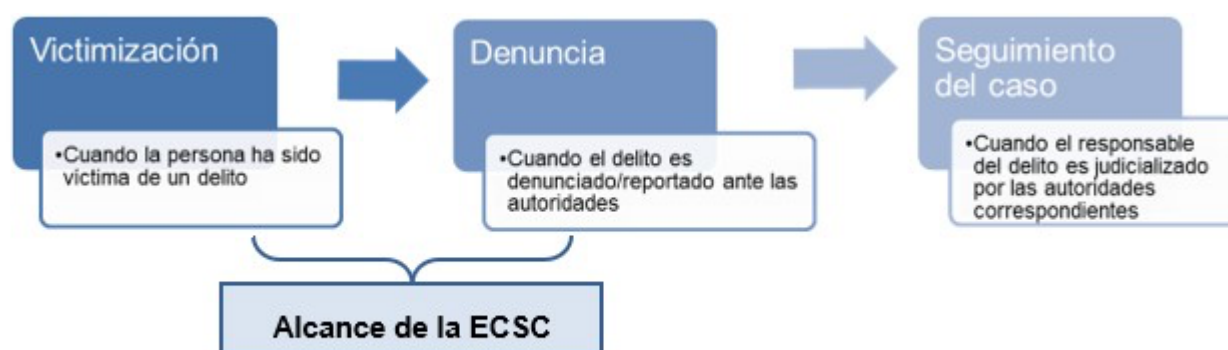 Victimización
•Cuando la persona ha sido
víctima de un delito
Denuncia
•Cuando el delito es
denunciado/reportado ante las
autoridades
Seguimiento
del caso
•Cuando el responsable
del delito es judicializado
por las autoridades
correspondientes
Alcance de la ECSC